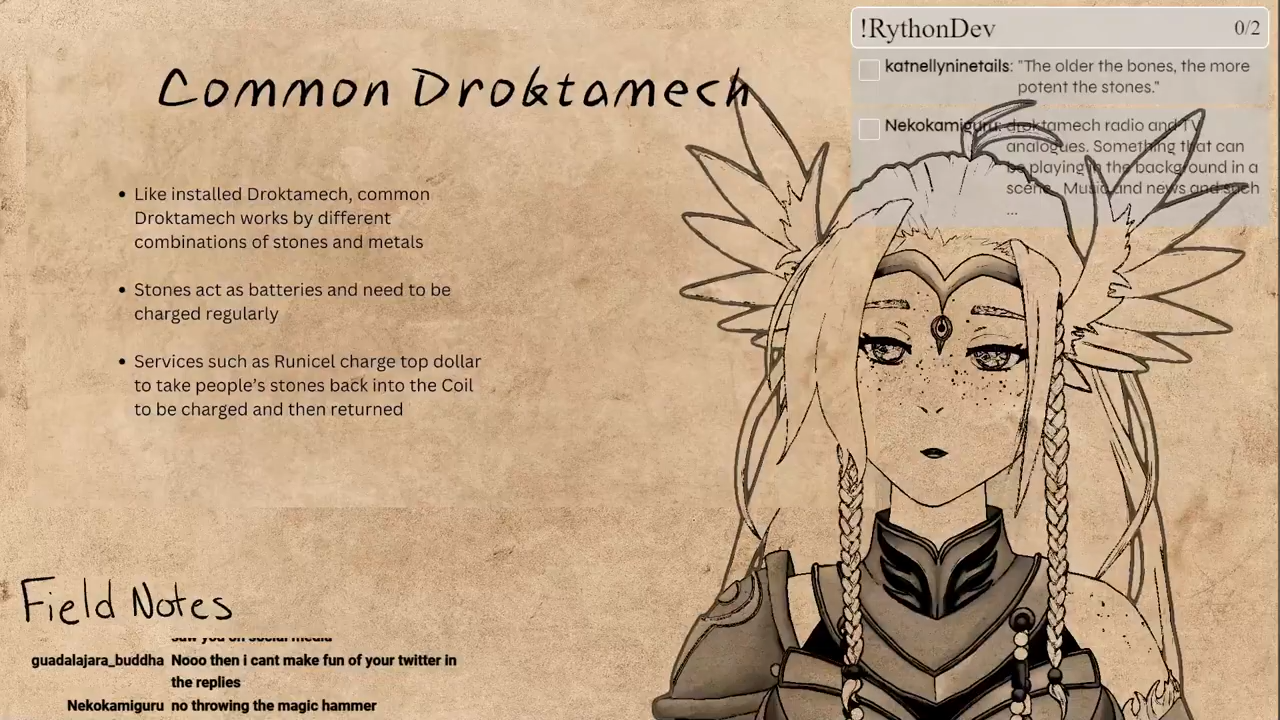 !RythonDev 0/2
katnellyninetails: "The older the bones, the more
potent the stones."
Nekokamiguru: droktamech radio and TV
analogues. Something that can
be playing in the background in a
scene. Music and news and such
...
Common Droktamech
• Like installed Droktamech, common
Droktamech works by different
combinations of stones and metals
• Stones act as batteries and need to be
charged regularly
• Services such as Runicel charge top dollar
to take people's stones back into the Coil
to be charged and then returned
Field Notes
saw you on social media
guadalajara_buddha Nooo then i cant make fun of your twitter in
the replies
Nekokamiguru no throwing the magic hammer